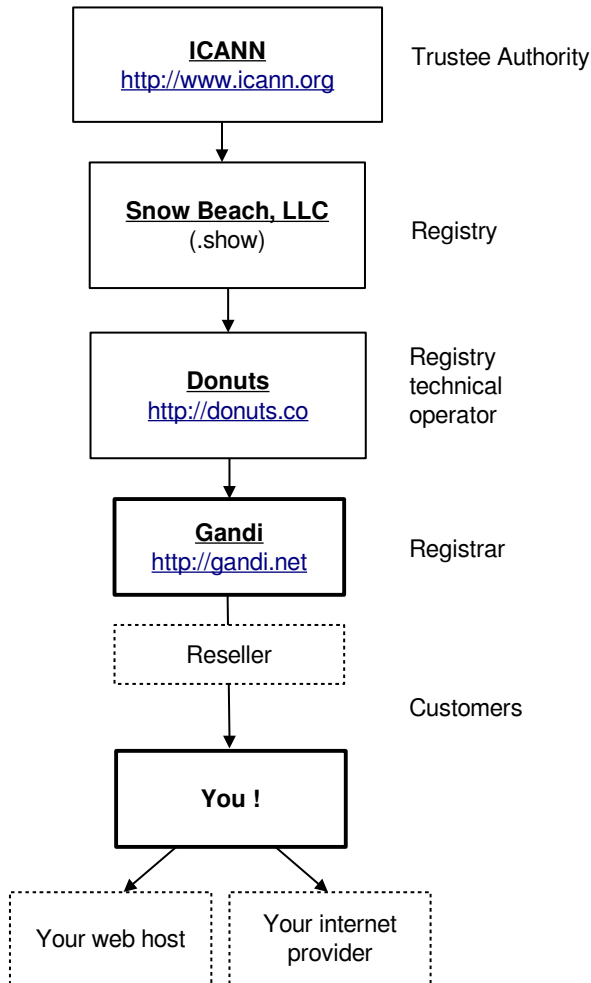 ICANN
http://www.icann.org
Trustee Authority
Snow Beach, LLC
(.show)
Registry
Donuts
http://donuts.co
Registry
technical
operator
Gandi
http://gandi.net
Registrar
Reseller
Customers
You !
Your web host
Your internet
provider